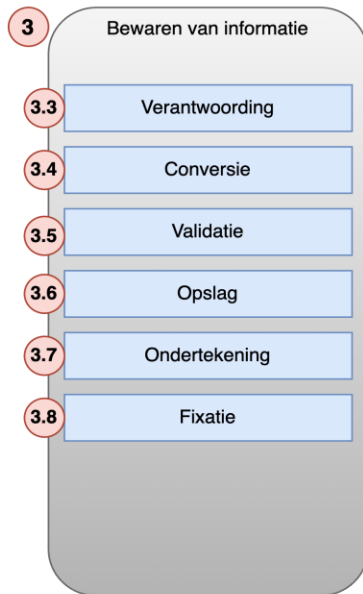 3 Bewaren van informatie
3.3 Verantwoording
3.4 Conversie
3.5 Validatie
3.6 Opslag
3.7 Ondertekening
3.8 Fixatie